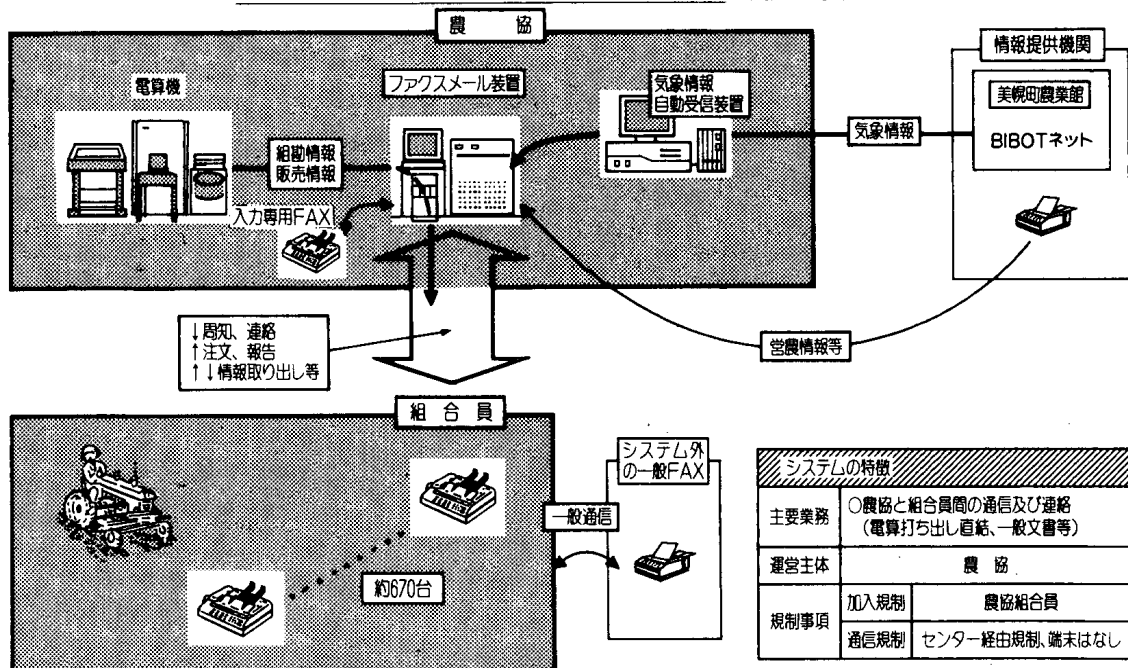 農協
電算機
ファクスメール装置
気象情報
自動受信装置
組勘情報
販売情報
入力専用FAX
気象情報
情報提供機関
美幌町農業館
BIBOTネット
営農情報等
↓周知、連絡
↑注文、報告
↑↓情報取り出し等
組合員
約670台
一般通信
システム外
の一般FAX
システムの特徴
主要業務
○農協と組合員間の通信及び連絡
(電算打ち出し直結、一般文書等)
運営主体
農協
規制事項
加入規制
農協組合員
通信規制
センター経由規制、端末はなし